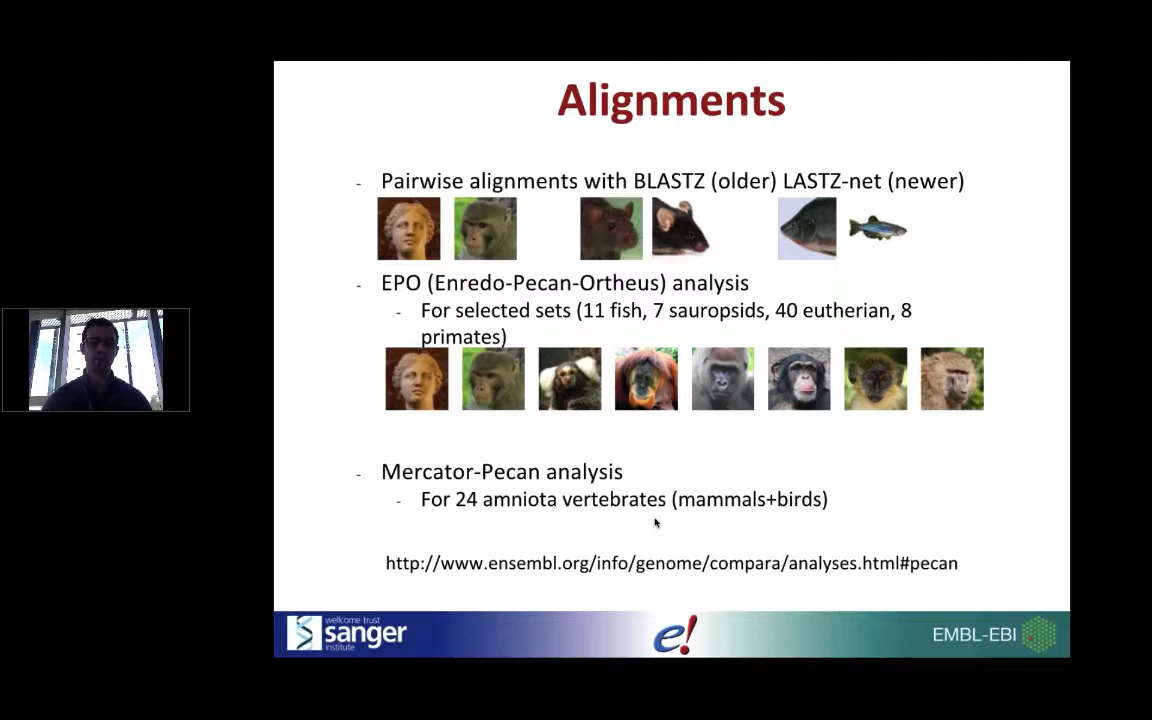 Alignments
- Pairwise alignments with BLASTZ (older) LASTZ-net (newer)
- EPO (Enredo-Pecan-Ortheus) analysis
- For selected sets (11 fish, 7 sauropsids, 40 eutherian, 8
primates)
- Mercator-Pecan analysis
- For 24 amniota vertebrates (mammals+birds)
http://www.ensembl.org/info/genome/compara/analyses.html#pecan
wellcome trust
sanger
institute
e!
EMBL-EBI